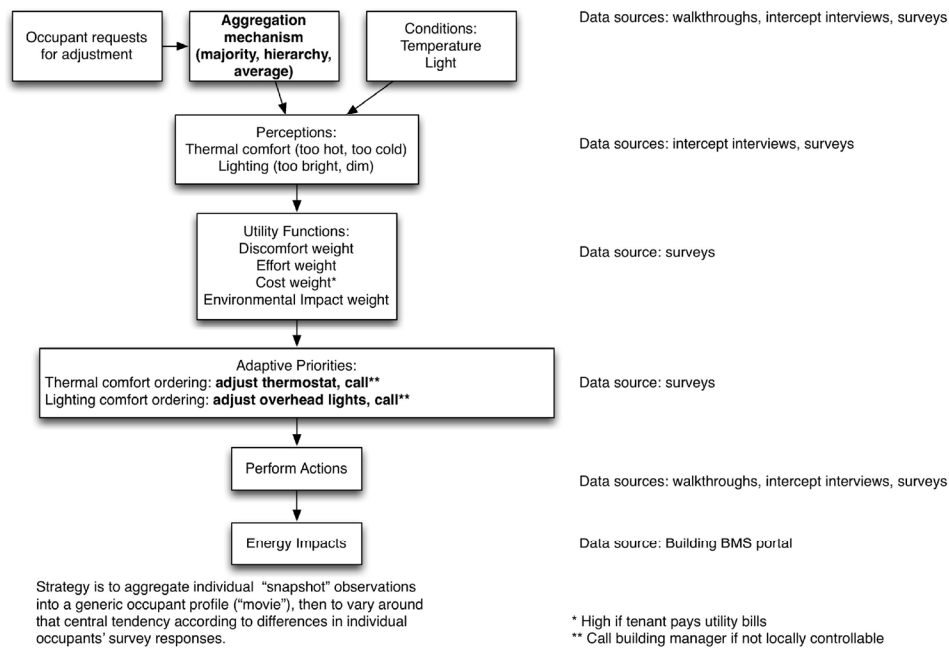 Occupant requests
for adjustment
Aggregation
mechanism
(majority, hierarchy,
average)
Conditions:
Temperature
Light
Data sources: walkthroughs, intercept interviews, surveys
Perceptions:
Thermal comfort (too hot, too cold)
Lighting (too bright, dim)
Data sources: intercept interviews, surveys
Utility Functions:
Discomfort weight
Effort weight
Cost weight*
Environmental Impact weight
Data source: surveys
Adaptive Priorities:
Thermal comfort ordering: adjust thermostat, call**
Lighting comfort ordering: adjust overhead lights, call**
Data source: surveys
Perform Actions
Data sources: walkthroughs, intercept interviews, surveys
Energy Impacts
Data source: Building BMS portal
Strategy is to aggregate individual “snapshot” observations
into a generic occupant profile (“movie”), then to vary around
that central tendency according to differences in individual
occupants’ survey responses.
* High if tenant pays utility bills
** Call building manager if not locally controllable